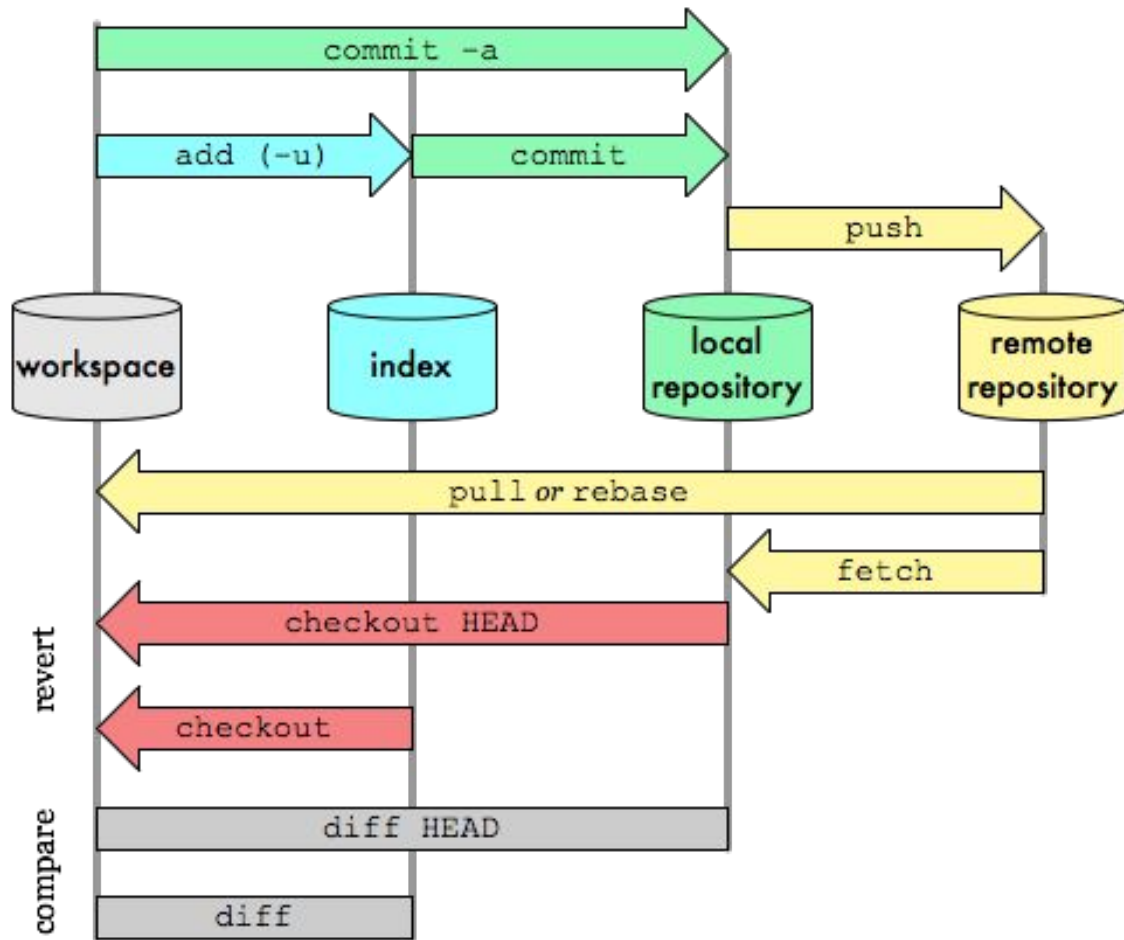 commit -a
add (-u)
commit
push
workspace
index
local
repository
remote
repository
pull or rebase
fetch
revert
checkout HEAD
checkout
compare
diff HEAD
diff